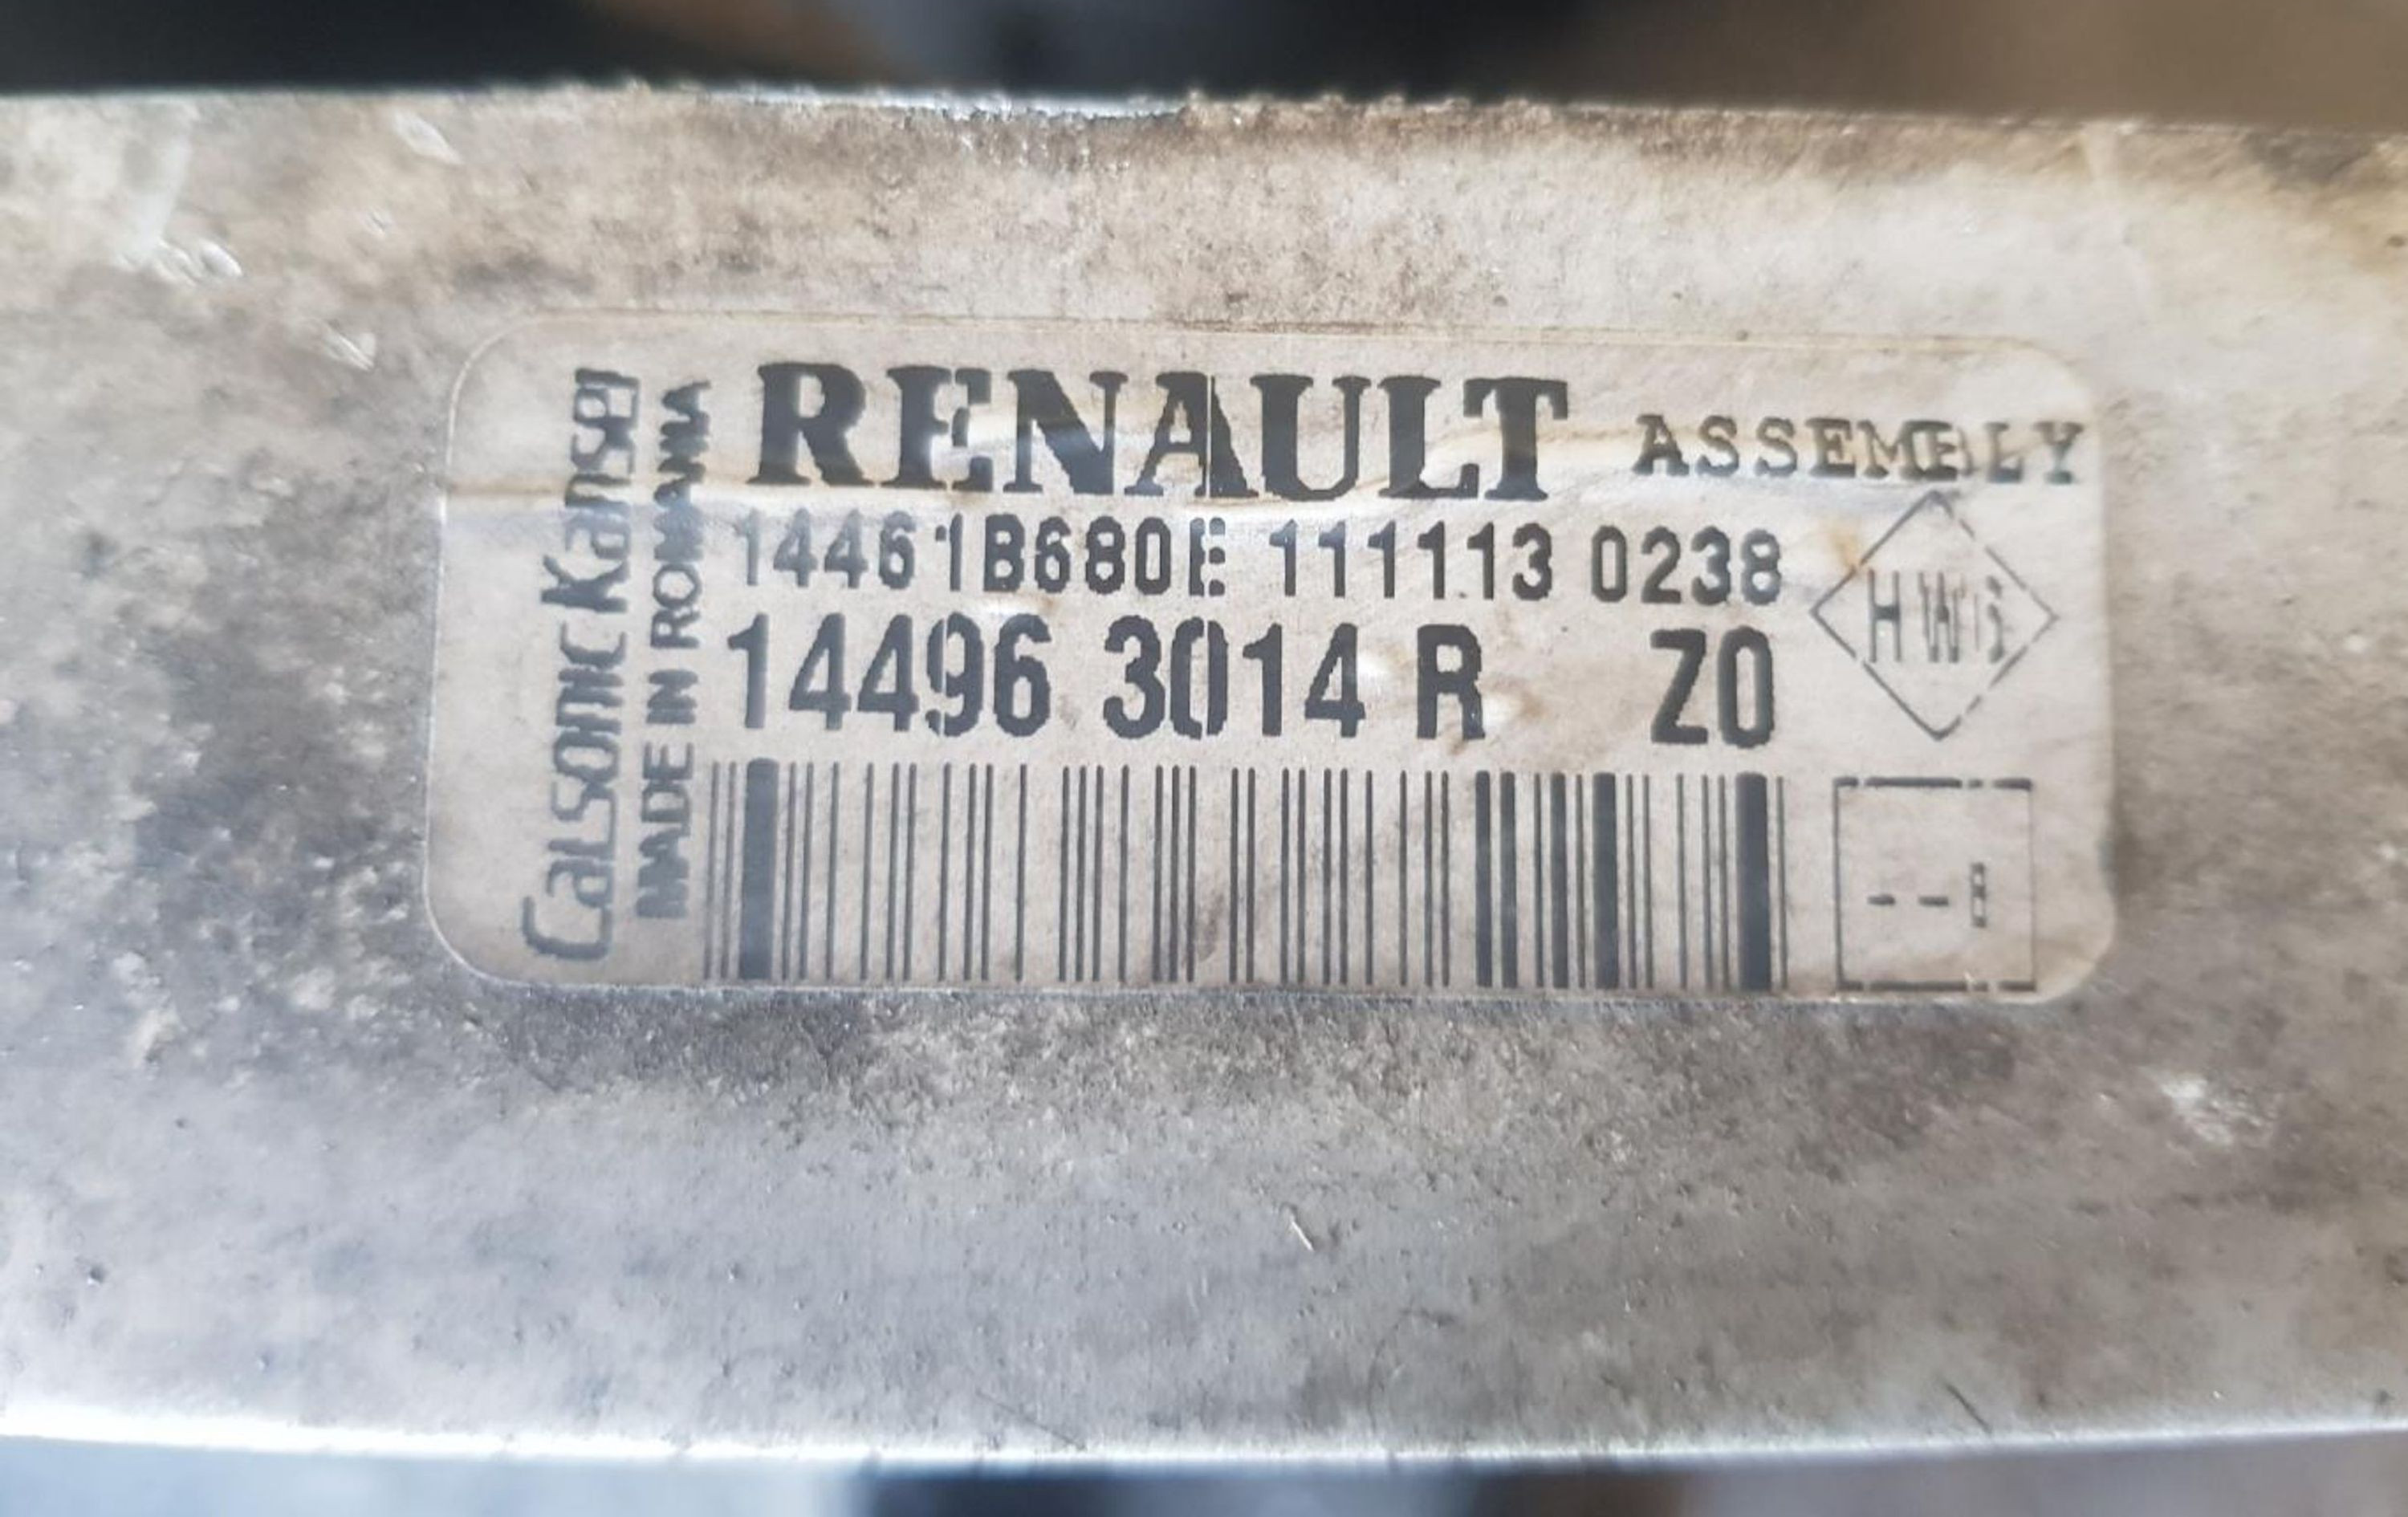 Calsonic Kansei
MADE IN ROMANIA
RENAULT ASSEMBLY
14461B680E 111113 0238
14496 3014 R Z0